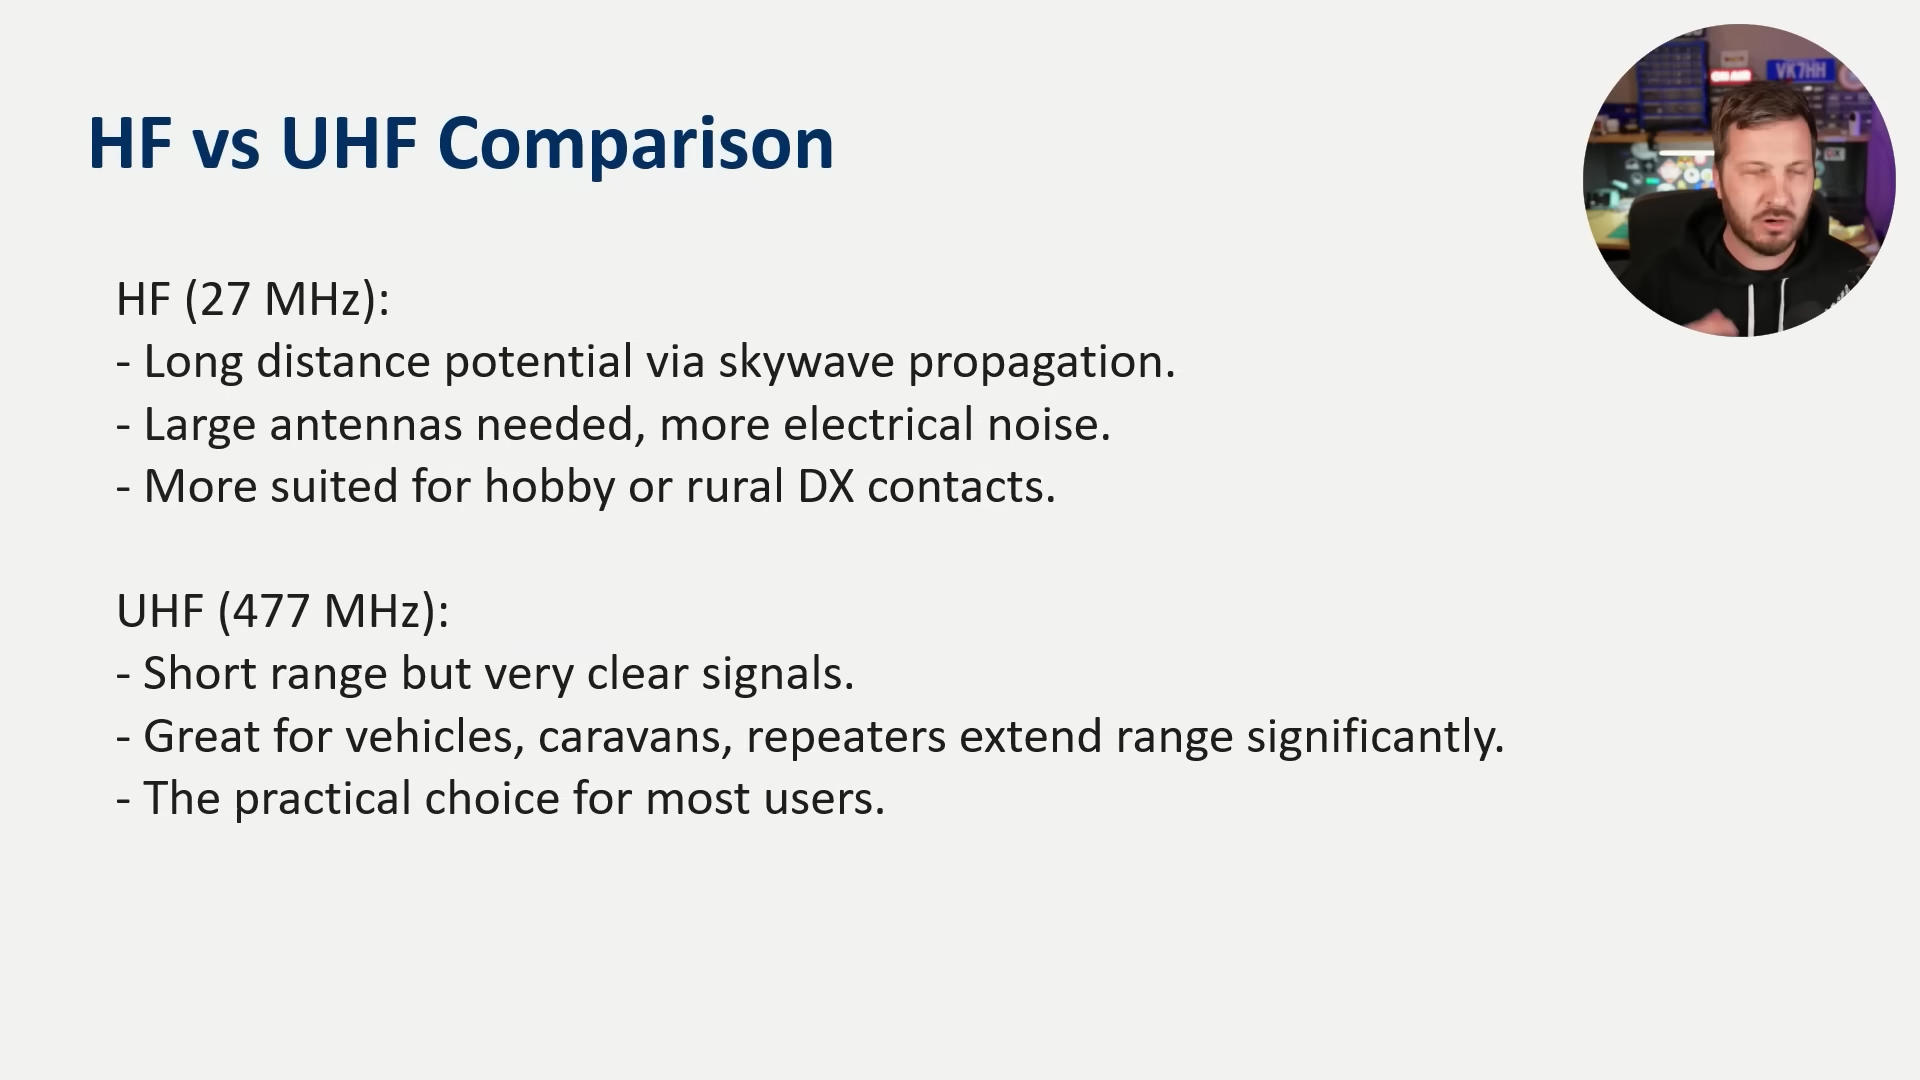 HF vs UHF Comparison
ON AIR
VK7HH
HF (27 MHz):
- Long distance potential via skywave propagation.
- Large antennas needed, more electrical noise.
- More suited for hobby or rural DX contacts.
UHF (477 MHz):
- Short range but very clear signals.
- Great for vehicles, caravans, repeaters extend range significantly.
- The practical choice for most users.